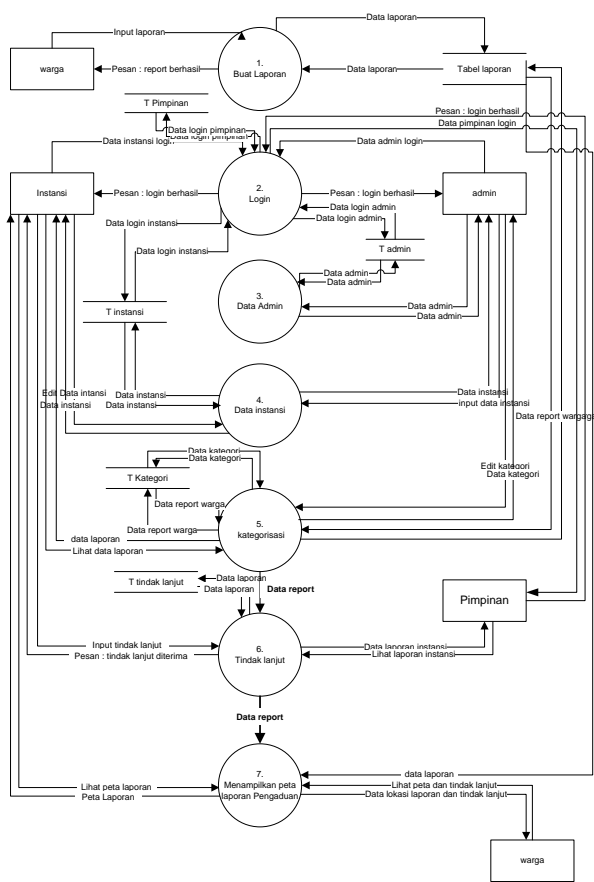 Data laporan
Input laporan
1.
Buat Laporan
warga
Pesan : report berhasil
Data laporan
Tabel laporan
T Pimpinan
Pesan : login berhasil
Data pimpinan login
Data login pimpinan
Data login pimpinan
Data instansi login
Data admin login
Instansi
Pesan : login berhasil
2.
Login
Pesan : login berhasil
admin
Data login admin
Data login admin
Data login instansi
Data login instansi
T admin
Data admin
Data admin
3.
Data Admin
Data admin
Data admin
T instansi
Edit Data intansi
Data instansi
Data instansi
Data instansi
4.
Data instansi
Data instansi
input data instansi
Data report warga
Data kategori
Data kategori
T Kategori
Edit kategori
Data kategori
Data report warga
Data report warga
5.
kategorisasi
data laporan
Lihat data laporan
T tindak lanjut
Data laporan
Data laporan
Data report
Pimpinan
Input tindak lanjut
Pesan : tindak lanjut diterima
6.
Tindak lanjut
Data laporan instansi
Lihat laporan instansi
Data report
7.
Menampilkan peta
laporan Pengaduan
data laporan
Lihat peta laporan
Peta Laporan
Lihat peta dan tindak lanjut
Data lokasi laporan dan tindak lanjut
warga